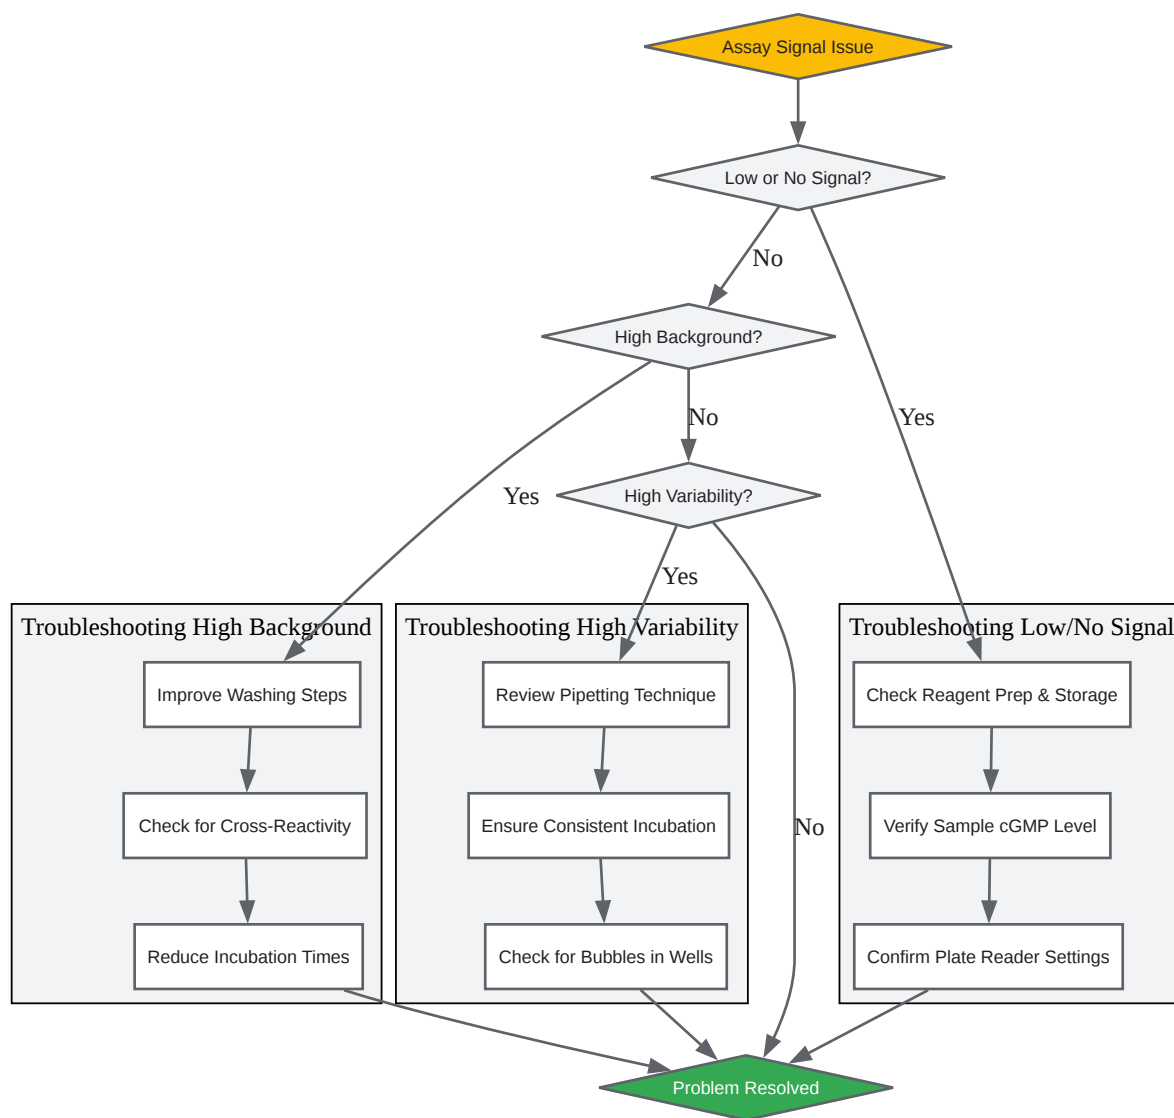 Assay Signal Issue
Low or No Signal?
No
High Background?
Yes
No
Yes
High Variability?
Yes
Troubleshooting High Background
Troubleshooting High Variability
Troubleshooting Low/No Signal
Improve Washing Steps
Review Pipetting Technique
Check Reagent Prep & Storage
Check for Cross-Reactivity
Ensure Consistent Incubation
No
Verify Sample cGMP Level
Reduce Incubation Times
Check for Bubbles in Wells
Confirm Plate Reader Settings
Problem Resolved